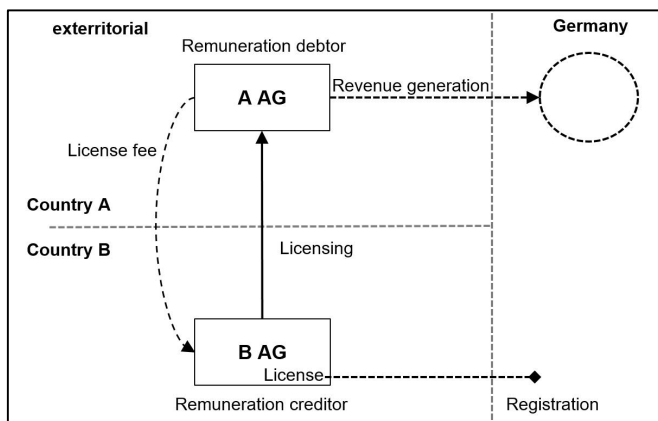 exterritorial
Germany
Remuneration debtor
A AG
Revenue generation
License fee
Country A
Country B
Licensing
B AG
License
Remuneration creditor
Registration